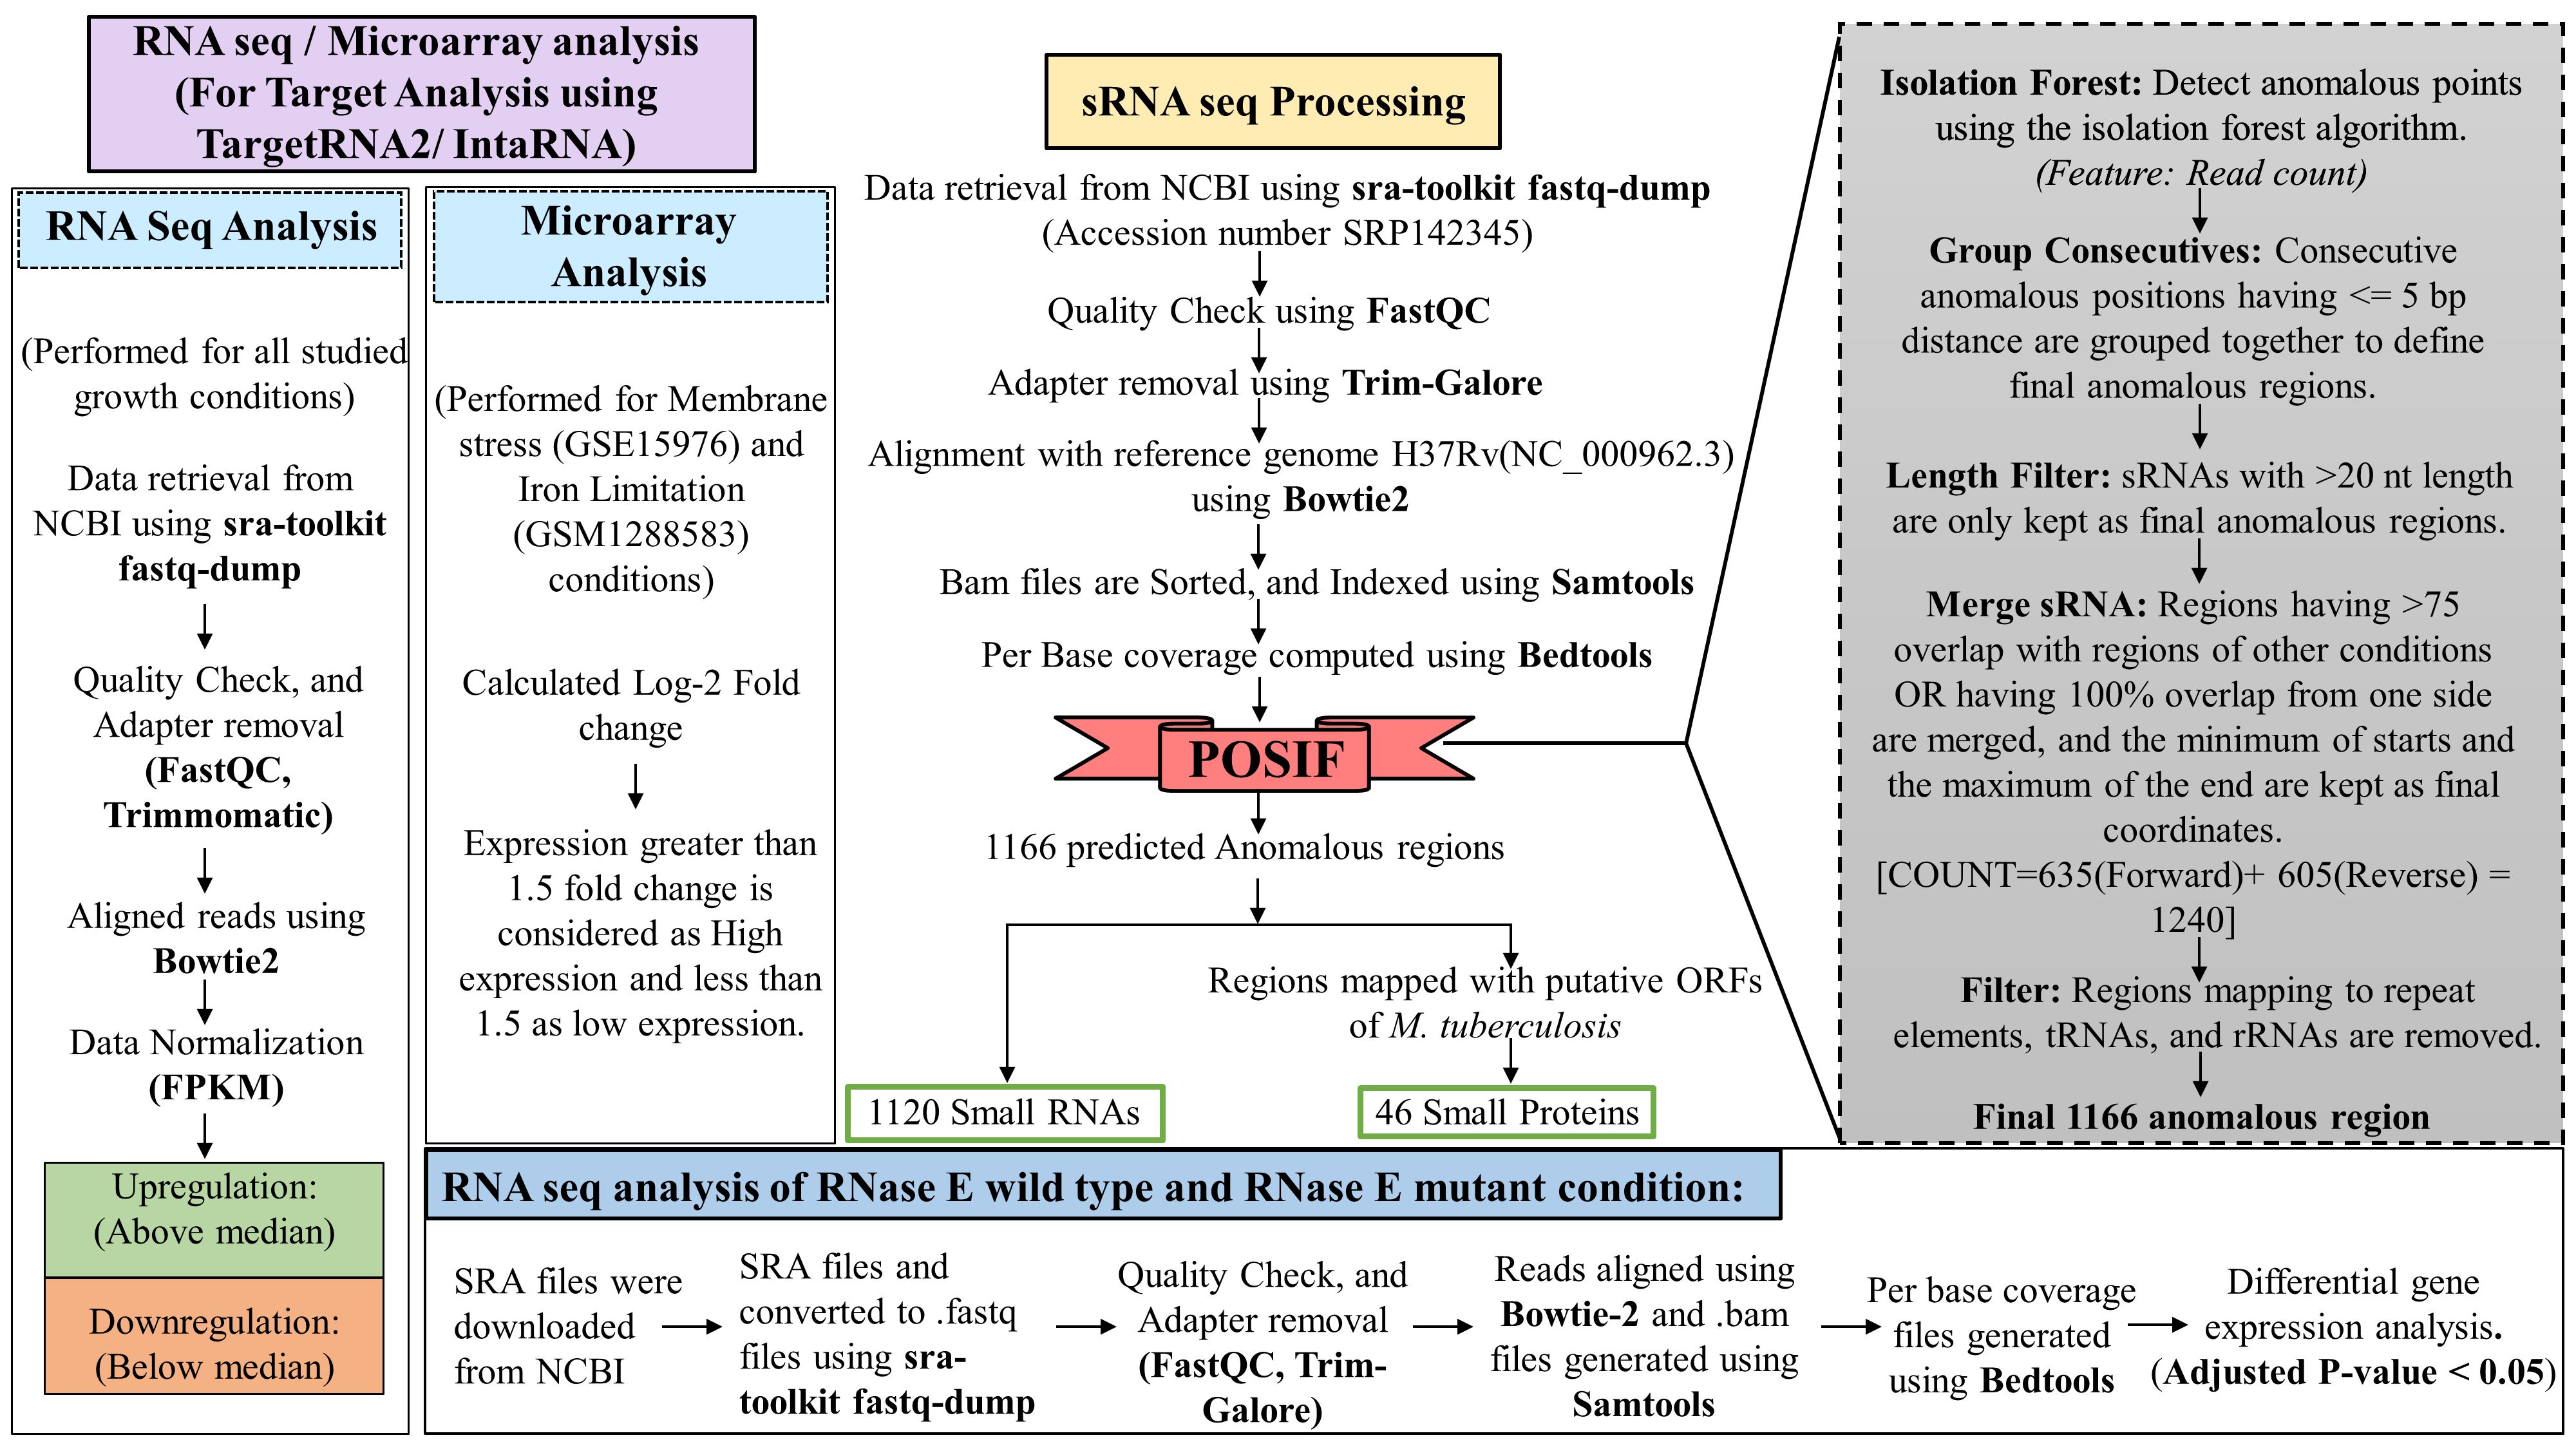 RNA seq / Microarray analysis
(For Target Analysis using
TargetRNA2/ IntaRNA)
RNA Seq Analysis
(Performed for all studied
growth conditions)
Data retrieval from
NCBI using sra-toolkit
fastq-dump
Quality Check, and
Adapter removal
(FastQC,
Trimmomatic)
Aligned reads using
Bowtie2
Data Normalization
(FPKM)
Upregulation:
(Above median)
Downregulation:
(Below median)
Microarray
Analysis
(Performed for Membrane
stress (GSE15976) and
Iron Limitation
(GSM1288583)
conditions)
Calculated Log-2 Fold
change
Expression greater than
1.5 fold change is
considered as High
expression and less than
1.5 as low expression.
sRNA seq Processing
Data retrieval from NCBI using sra-toolkit fastq-dump
(Accession number SRP142345)
Quality Check using FastQC
Adapter removal using Trim-Galore
Alignment with reference genome H37Rv(NC_000962.3)
using Bowtie2
Bam files are Sorted, and Indexed using Samtools
Per Base coverage computed using Bedtools
POSIF
1166 predicted Anomalous regions
Regions mapped with putative ORFs
of M. tuberculosis
1120 Small RNAs
46 Small Proteins
Isolation Forest: Detect anomalous points
using the isolation forest algorithm.
(Feature: Read count)
Group Consecutives: Consecutive
anomalous positions having <= 5 bp
distance are grouped together to define
final anomalous regions.
Length Filter: sRNAs with >20 nt length
are only kept as final anomalous regions.
Merge sRNA: Regions having >75
overlap with regions of other conditions
OR having 100% overlap from one side
are merged, and the minimum of starts and
the maximum of the end are kept as final
coordinates.
[COUNT=635(Forward)+ 605(Reverse) =
1240]
Filter: Regions mapping to repeat
elements, tRNAs, and rRNAs are removed.
Final 1166 anomalous region
RNA seq analysis of RNase E wild type and RNase E mutant condition:
SRA files were
downloaded
from NCBI
SRA files and
converted to .fastq
files using sra-
toolkit fastq-dump
Quality Check, and
Adapter removal
(FastQC, Trim-
Galore)
Reads aligned using
Bowtie-2 and .bam
files generated using
Samtools
Per base coverage
files generated
using Bedtools
Differential gene
expression analysis.
(Adjusted P-value < 0.05)